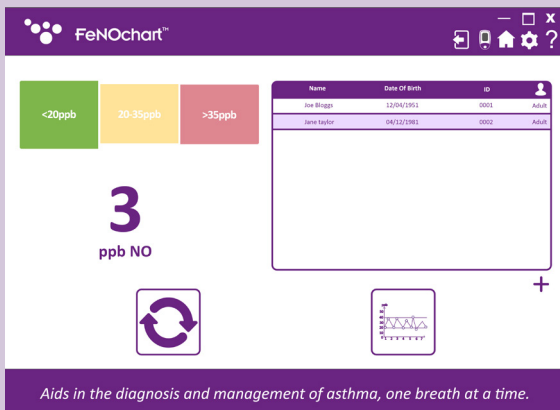 FeNOchart™
<20ppb 20-35ppb >35ppb
3
ppb NO
Name Date Of Birth ID
Joe Bloggs 12/04/1951 0001 Adult
Jane taylor 04/12/1981 0002 Adult
Aids in the diagnosis and management of asthma, one breath at a time.